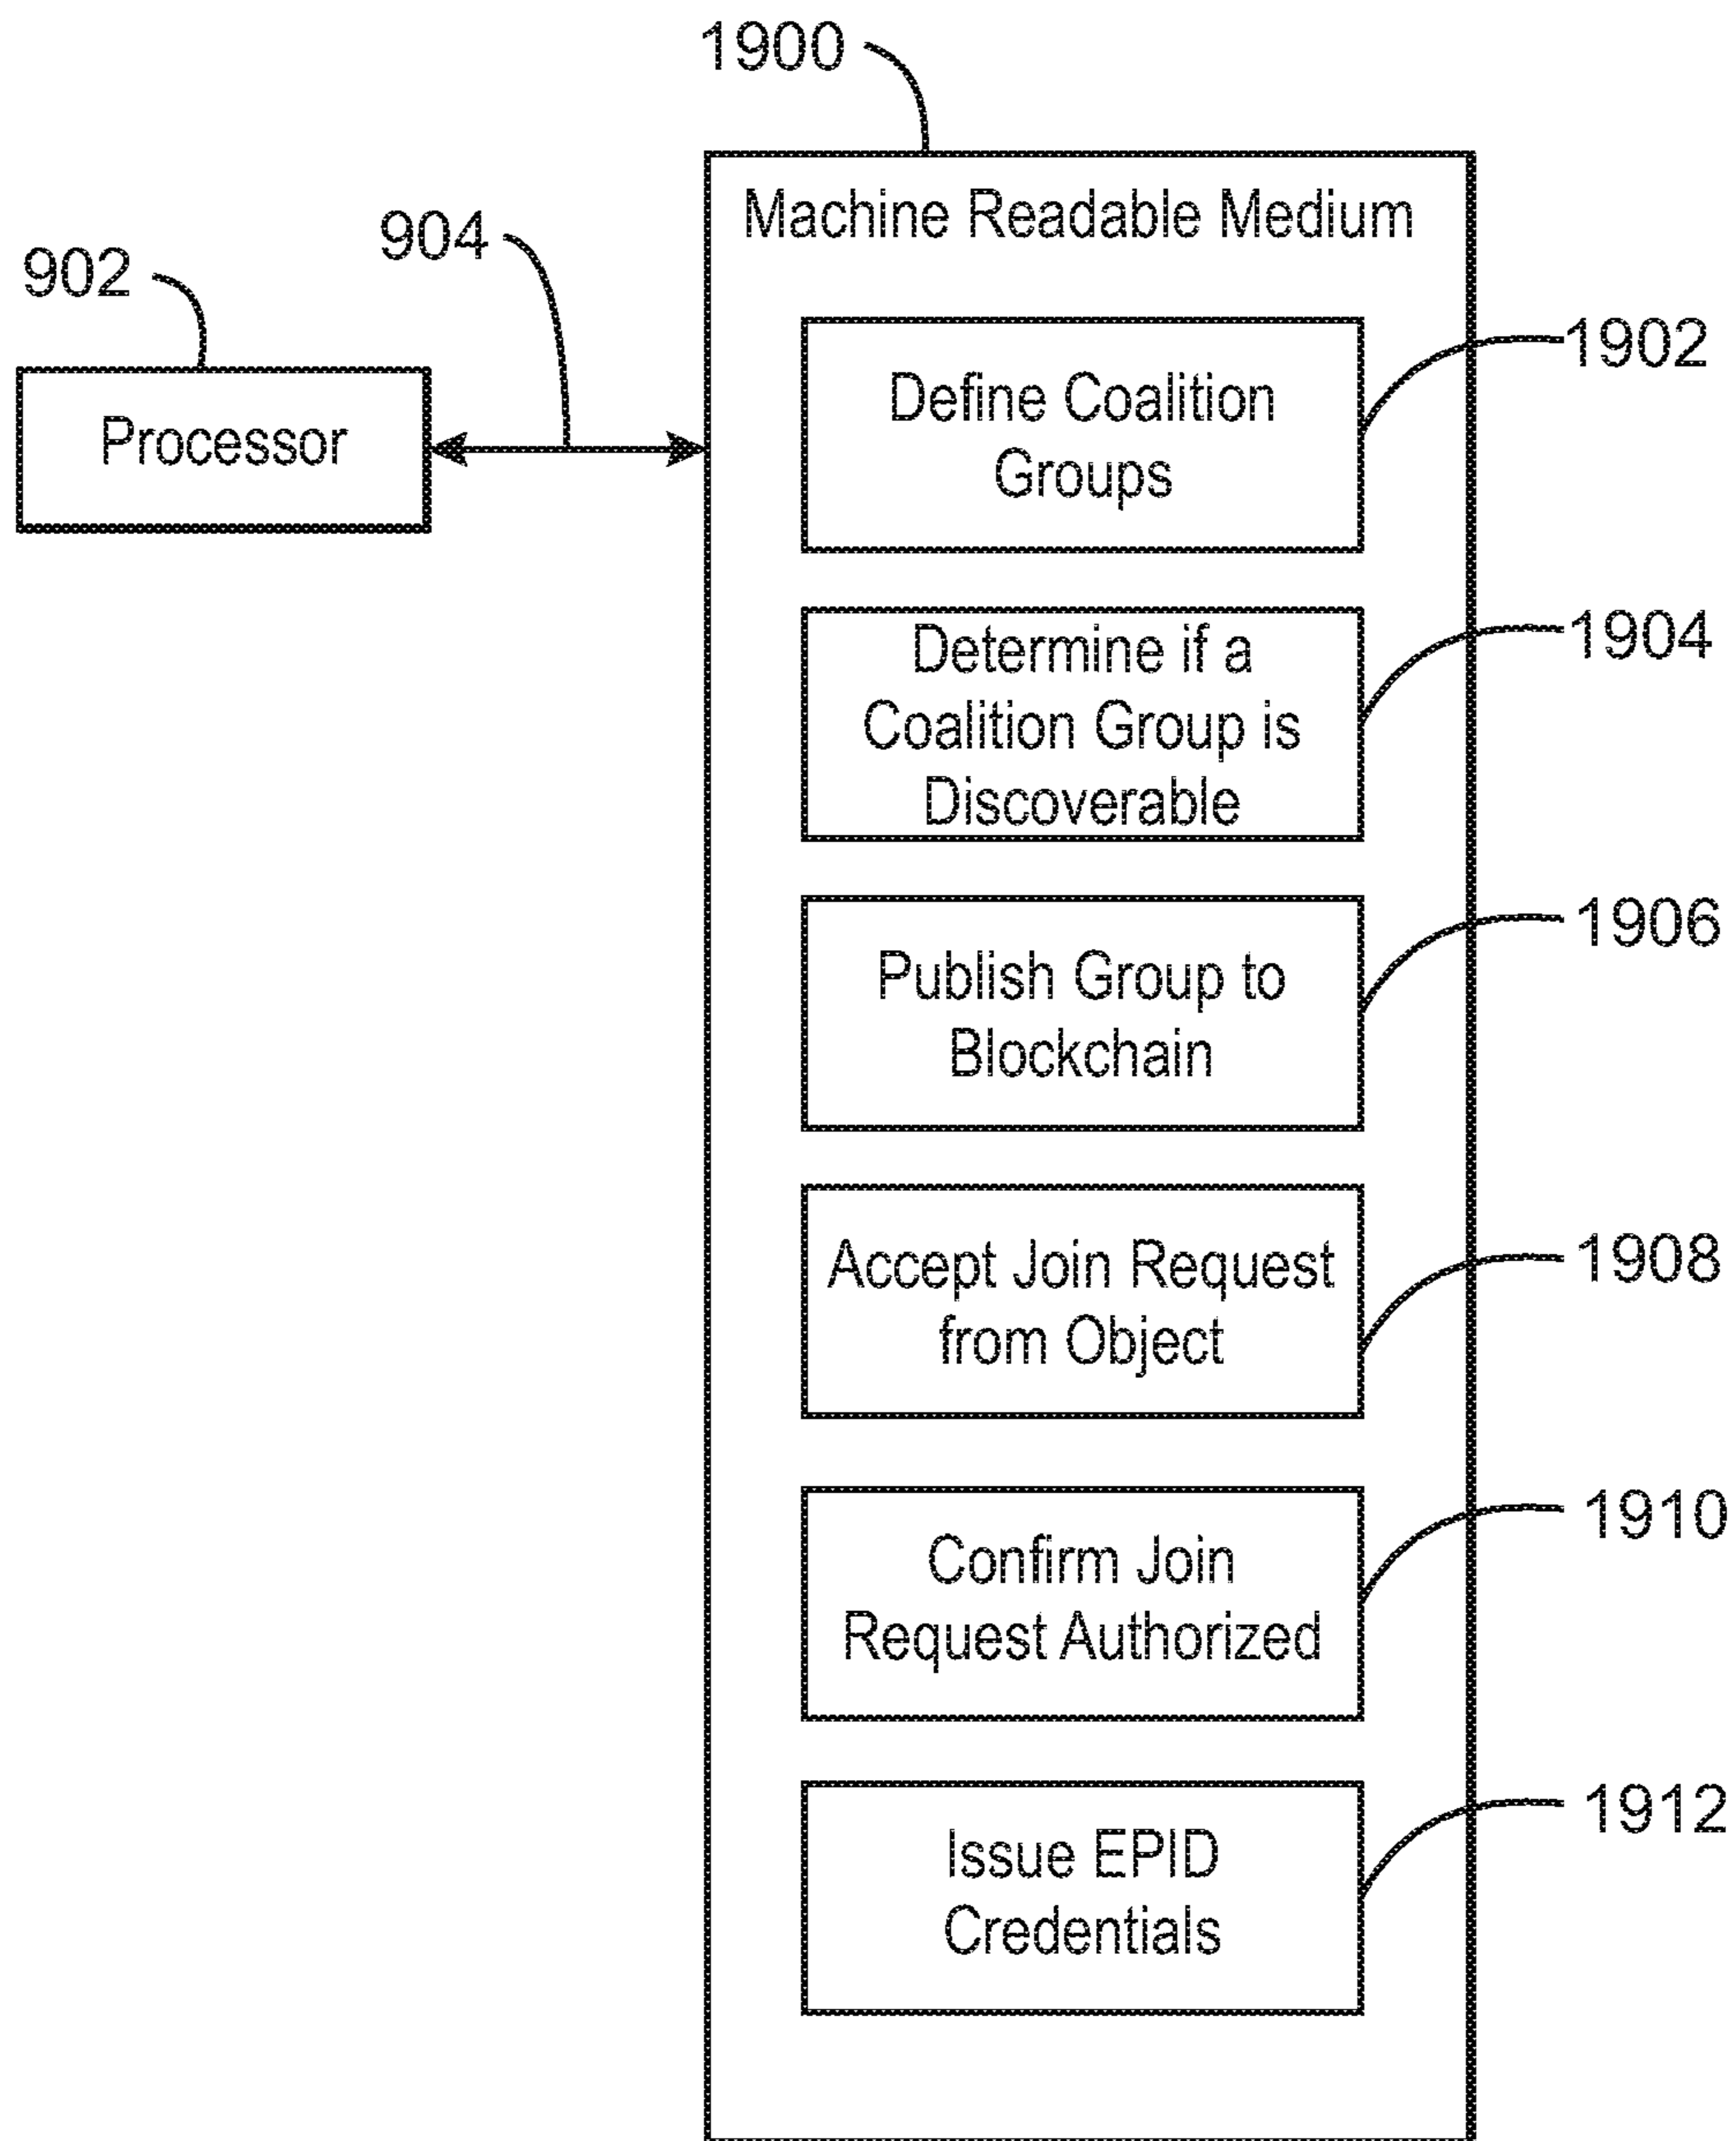 1900
Machine Readable Medium
904
902
Processor
Define Coalition
Groups
1902
Determine if a
Coalition Group is
Discoverable
1904
Publish Group to
Blockchain
1906
Accept Join Request
from Object
1908
Confirm Join
Request Authorized
1910
Issue EPID
Credentials
1912